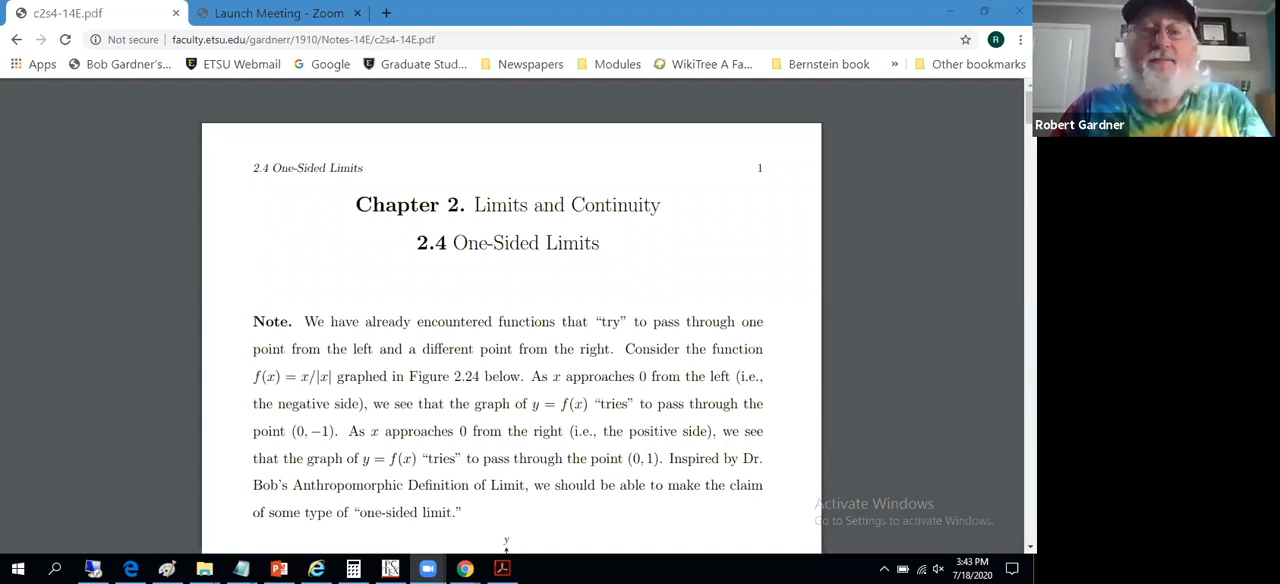 c2s4-14E.pdf
Launch Meeting - Zoom
Not secure
faculty.etsu.edu/gardnerr/1910/Notes-14E/c2s4-14E.pdf
R
Apps
Bob Gardner's...
ETSU Webmail
Google
Graduate Stud...
Newspapers
Modules
WikiTree A Fa...
Bernstein book
»
Other bookmarks
Robert Gardner
2.4 One-Sided Limits 1
Chapter 2. Limits and Continuity
2.4 One-Sided Limits
Note. We have already encountered functions that “try” to pass through one
point from the left and a different point from the right. Consider the function
f(x) = x/|x| graphed in Figure 2.24 below. As x approaches 0 from the left (i.e.,
the negative side), we see that the graph of y = f(x) “tries” to pass through the
point (0, −1). As x approaches 0 from the right (i.e., the positive side), we see
that the graph of y = f(x) “tries” to pass through the point (0, 1). Inspired by Dr.
Bob’s Anthropomorphic Definition of Limit, we should be able to make the claim
of some type of “one-sided limit.”
y
Activate Windows
Go to Settings to activate Windows.
3:43 PM
7/18/2020